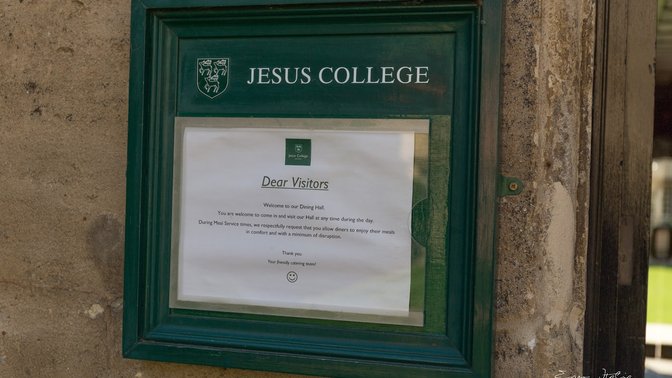 JESUS COLLEGE
Jesus College
Dear Visitors
Welcome to our Dining Hall.
You are welcome to come in and visit our Hall at any time during the day.
During Meal Service times, we respectfully request that you allow diners to enjoy their meals
in comfort and with a minimum of disruption.
Thank you
Your friendly catering team!